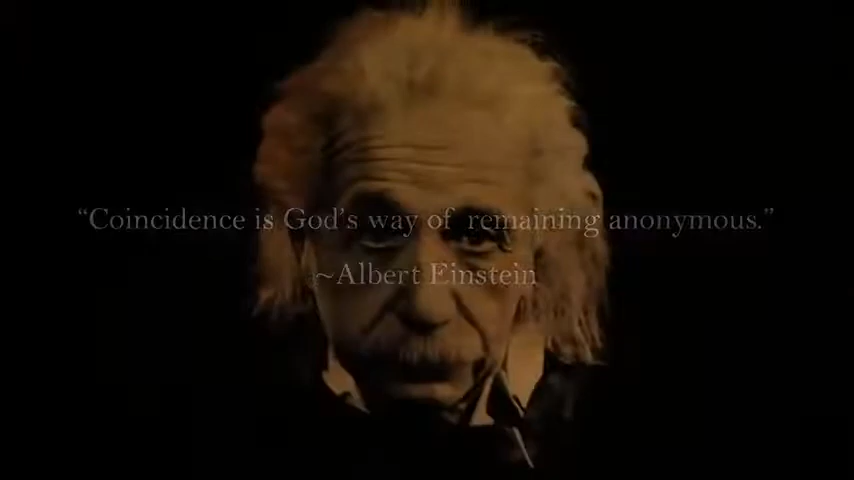 “Coincidence is God’s way of remaining anonymous.”
~Albert Einstein